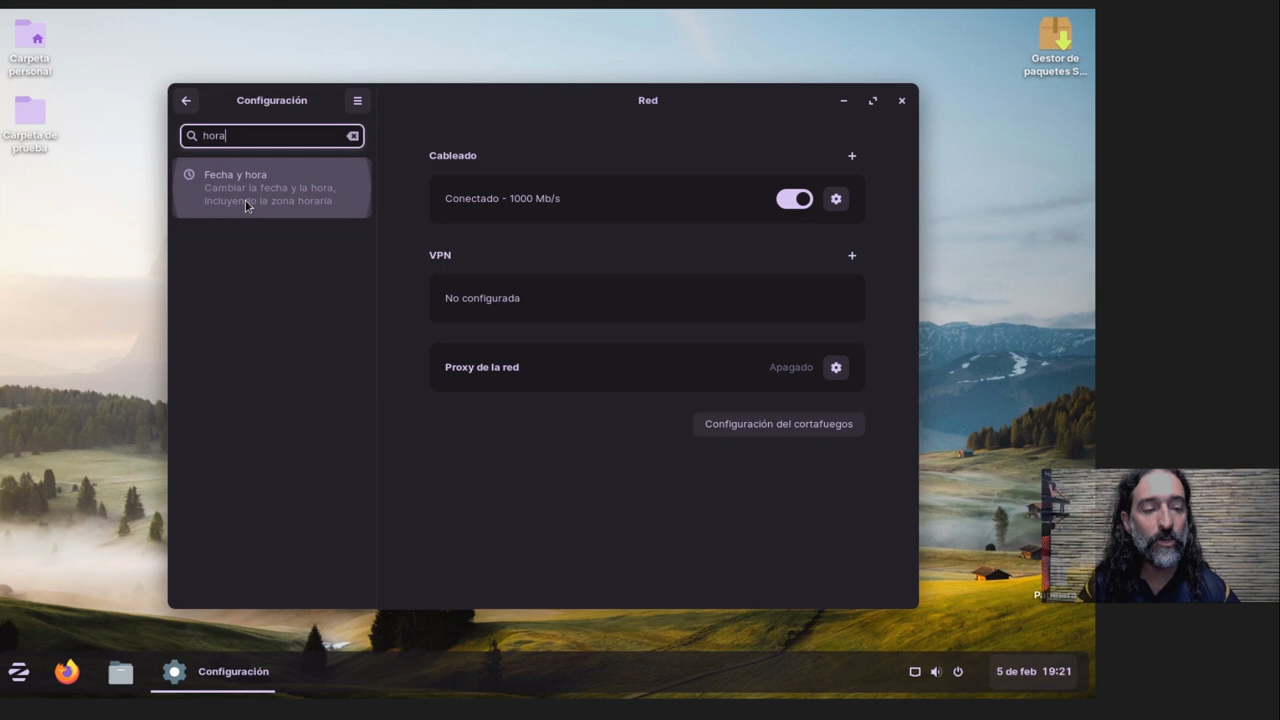 Carpeta
personal
Carpeta de
prueba
Gestor de
paquetes S...
Configuración
hora
Fecha y hora
Cambiar la fecha y la hora,
incluyendo la zona horaria
Red
Cableado
Conectado - 1000 Mb/s
VPN
No configurada
Proxy de la red
Apagado
Configuración del cortafuegos
Configuración
5 de feb 19:21